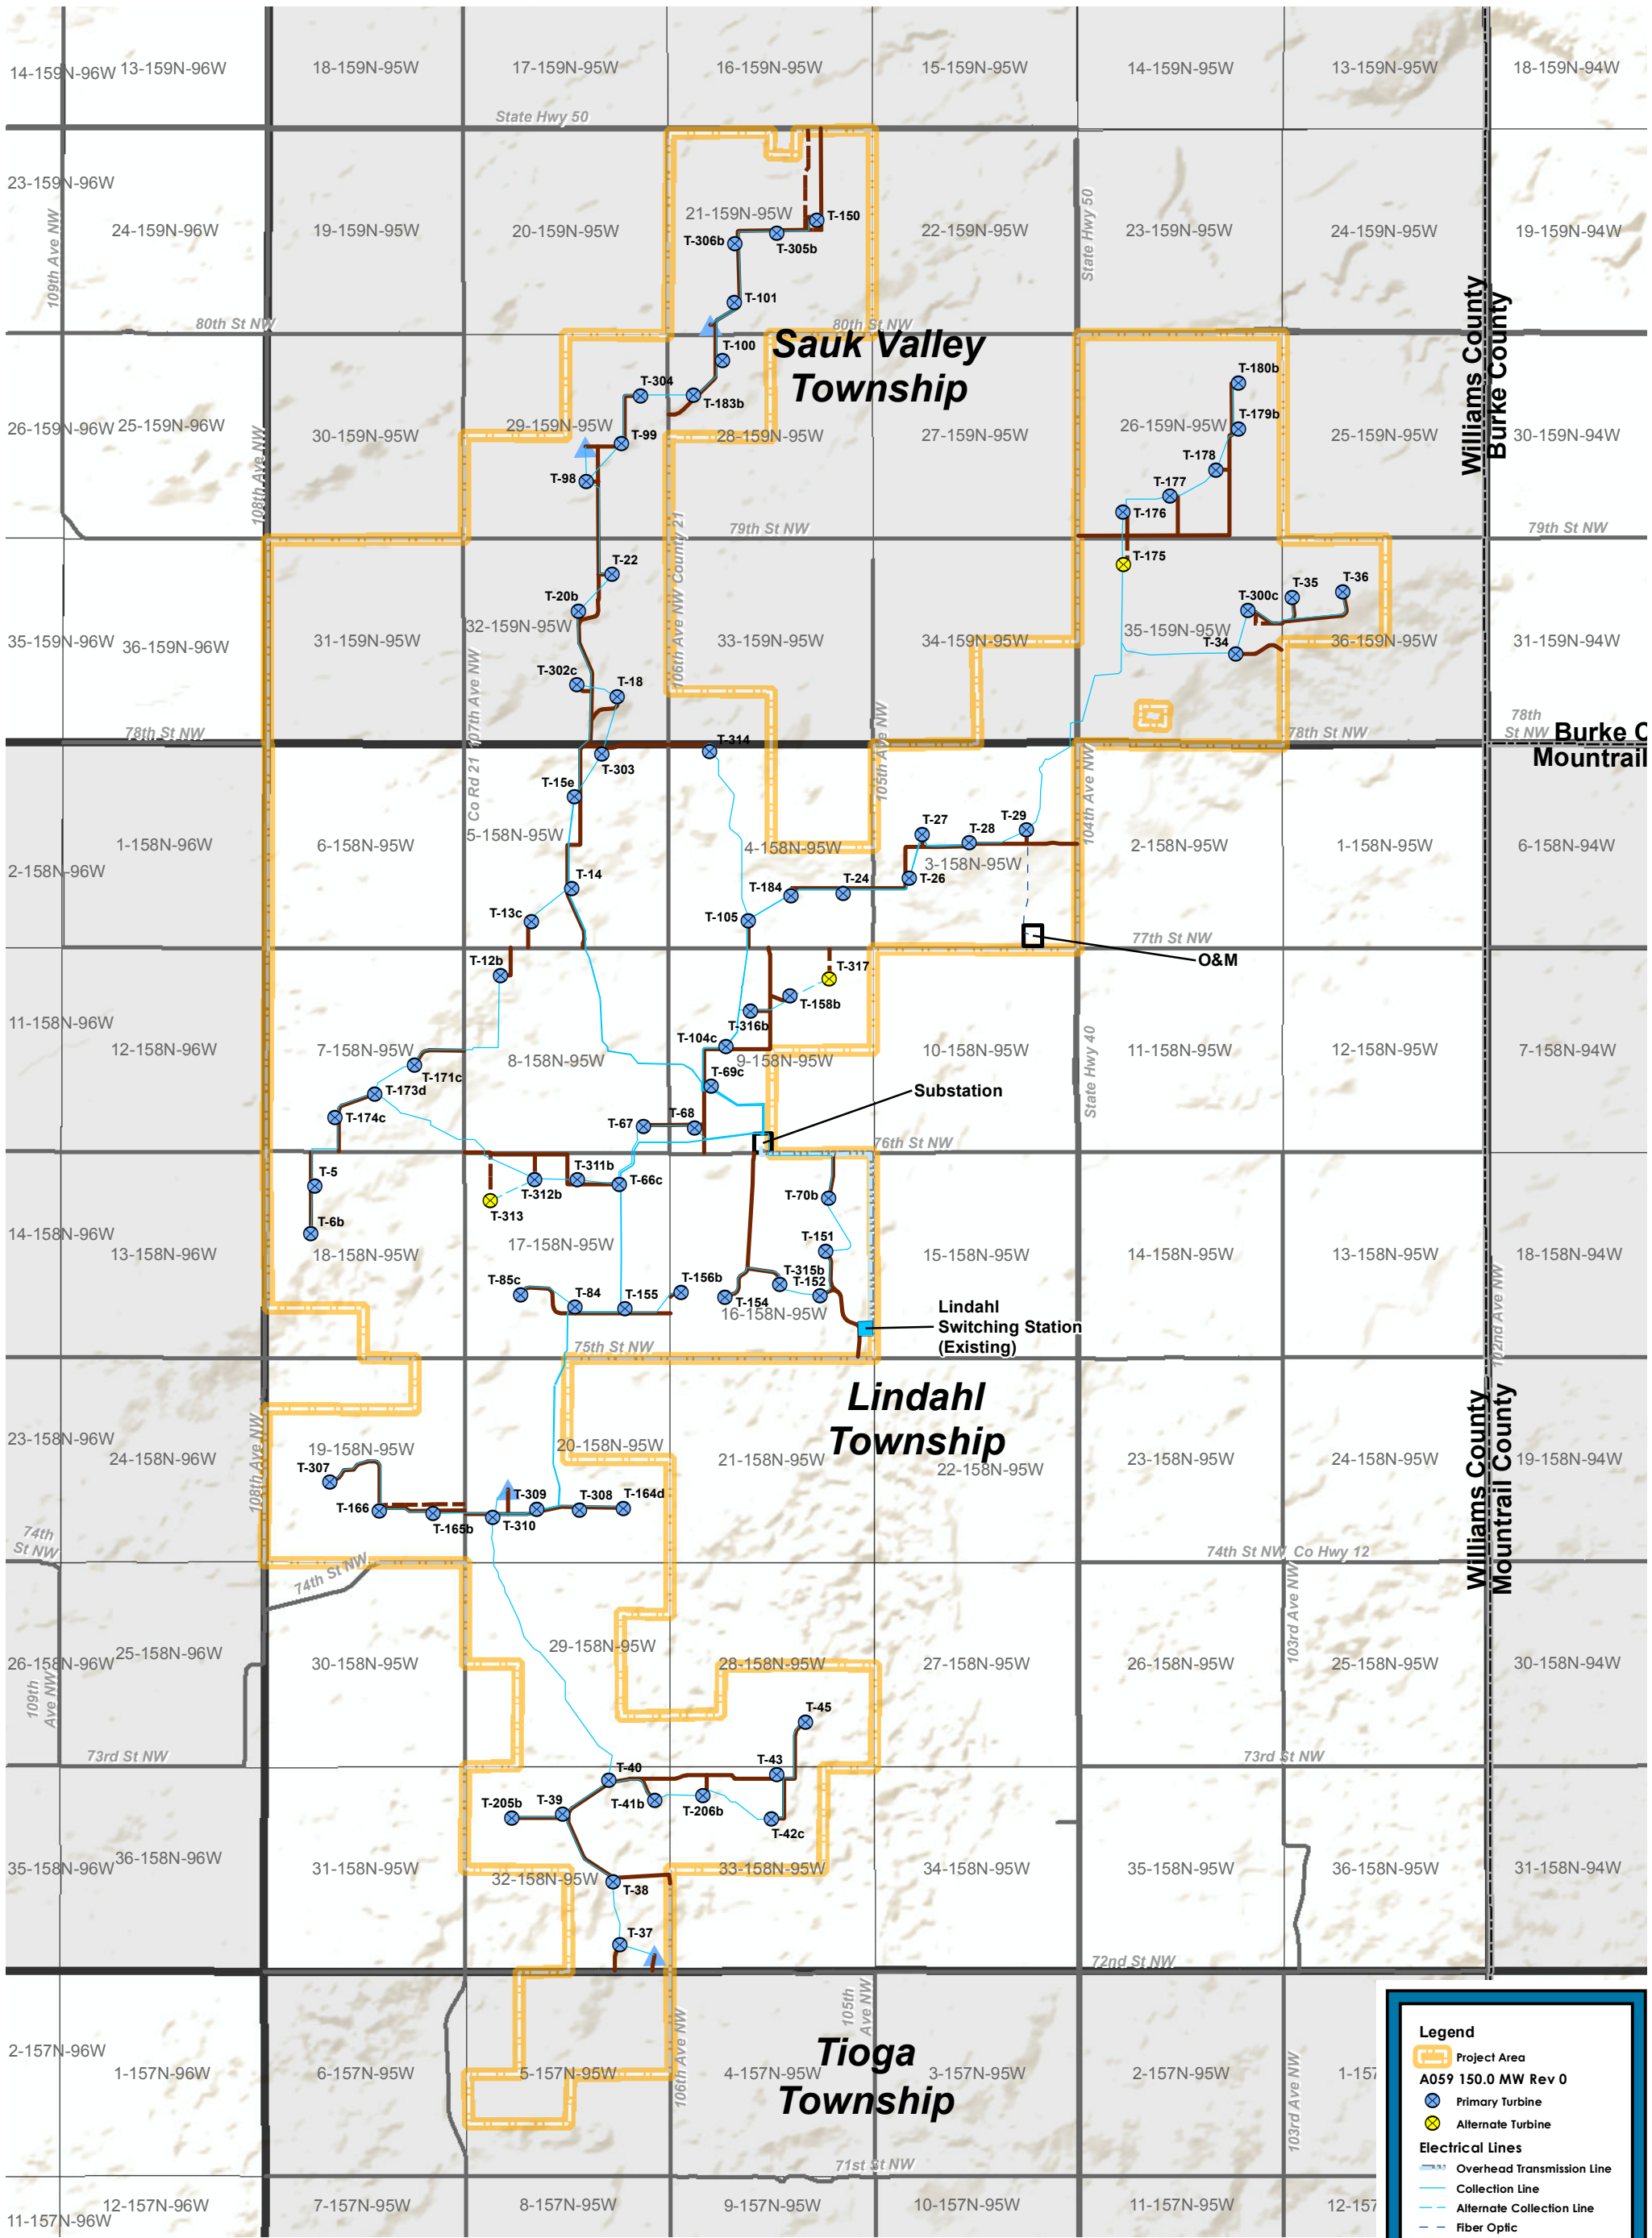 14-159N-96W
13-159N-96W
18-159N-95W
17-159N-95W
16-159N-95W
15-159N-95W
14-159N-95W
13-159N-95W
18-159N-94W
State Hwy 50
23-159N-96W
24-159N-96W
19-159N-95W
20-159N-95W
21-159N-95W
22-159N-95W
23-159N-95W
24-159N-95W
19-159N-94W
109th Ave NW
State Hwy 50
T-150
T-306b
T-305b
T-101
80th St NW
80th St NW
Sauk Valley
Township
Williams County
Burke County
T-100
T-304
T-183b
T-180b
T-179b
26-159N-96W
25-159N-96W
30-159N-95W
29-159N-95W
28-159N-95W
27-159N-95W
26-159N-95W
25-159N-95W
30-159N-94W
108th Ave NW
T-99
T-98
T-178
T-177
T-176
79th St NW
79th St NW
106th Ave NW County 21
T-22
T-175
T-20b
T-300c
T-35
T-36
T-34
35-159N-96W
36-159N-96W
31-159N-95W
32-159N-95W
33-159N-95W
34-159N-95W
35-159N-95W
36-159N-95W
31-159N-94W
T-302c
T-18
Co Rd 21 107th Ave NW
105th Ave NW
78th St NW
78th St NW
78th
St NW
Burke C
Mountrail
T-314
T-303
T-15e
104th Ave NW
T-27
T-28
T-29
2-158N-96W
1-158N-96W
6-158N-95W
5-158N-95W
4-158N-95W
3-158N-95W
2-158N-95W
1-158N-95W
6-158N-94W
T-14
T-184
T-24
T-26
T-13c
T-105
77th St NW
O&M
T-12b
T-317
T-158b
T-316b
11-158N-96W
12-158N-96W
7-158N-95W
8-158N-95W
9-158N-95W
10-158N-95W
11-158N-95W
12-158N-95W
7-158N-94W
T-104c
T-171c
T-69c
T-173d
T-174c
State Hwy 40
Substation
T-67
T-68
76th St NW
T-5
T-311b
T-312b
T-66c
T-313
T-70b
T-6b
T-151
14-158N-96W
13-158N-96W
18-158N-95W
17-158N-95W
16-158N-95W
15-158N-95W
14-158N-95W
13-158N-95W
18-158N-94W
T-85c
T-84
T-155
T-156b
T-154
T-315b
T-152
Lindahl
Switching Station
(Existing)
102nd Ave NW
75th St NW
Lindahl
Township
Williams County
Mountrail County
108th Ave NW
23-158N-96W
24-158N-96W
19-158N-95W
20-158N-95W
21-158N-95W
22-158N-95W
23-158N-95W
24-158N-95W
19-158N-94W
T-307
T-166
T-165b
T-310
T-309
T-308
T-164d
74th
St NW
74th St NW
74th St NW Co Hwy 12
26-158N-96W
25-158N-96W
30-158N-95W
29-158N-95W
28-158N-95W
27-158N-95W
26-158N-95W
25-158N-95W
30-158N-94W
109th
Ave NW
103rd Ave NW
T-45
73rd St NW
73rd St NW
T-40
T-43
T-205b
T-39
T-41b
T-206b
T-42c
35-158N-96W
36-158N-96W
31-158N-95W
32-158N-95W
33-158N-95W
34-158N-95W
35-158N-95W
36-158N-95W
31-158N-94W
T-38
T-37
72nd St NW
106th Ave NW
105th
Ave NW
2-157N-96W
1-157N-96W
6-157N-95W
5-157N-95W
4-157N-95W
3-157N-95W
2-157N-95W
1-157
Tioga
Township
103rd Ave NW
71st St NW
11-157N-96W
12-157N-96W
7-157N-95W
8-157N-95W
9-157N-95W
10-157N-95W
11-157N-95W
12-157
Legend
Project Area
A059 150.0 MW Rev 0
Primary Turbine
Alternate Turbine
Electrical Lines
Overhead Transmission Line
Collection Line
Alternate Collection Line
Fiber Optic